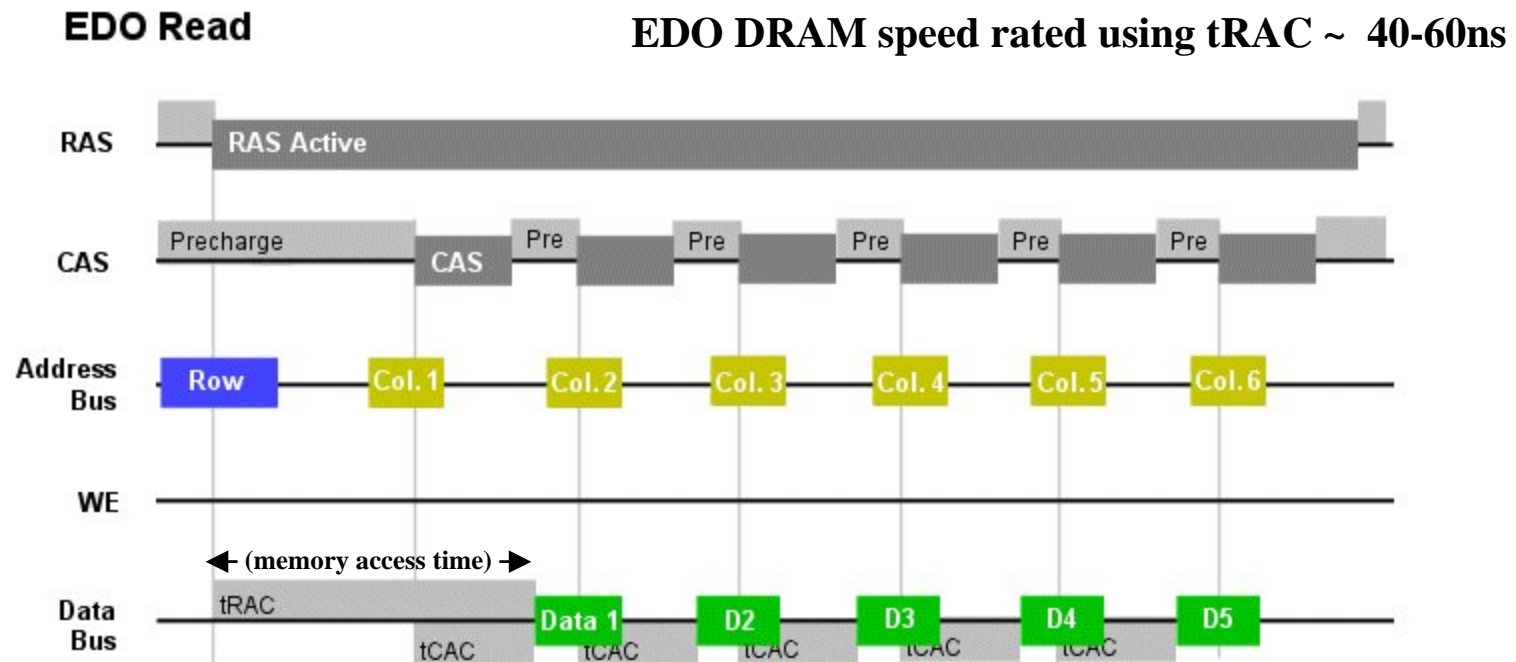 EDO Read
EDO DRAM speed rated using tRAC ~ 40-60ns
RAS
RAS Active
CAS
Precharge
CAS
Pre
Pre
Pre
Pre
Pre
Address
Bus
Row
Col. 1
Col. 2
Col. 3
Col. 4
Col. 5
Col. 6
WE
(memory access time)
Data
Bus
tRAC
Data 1
D2
D3
D4
D5
tCAC
tCAC
tCAC
tCAC
tCAC